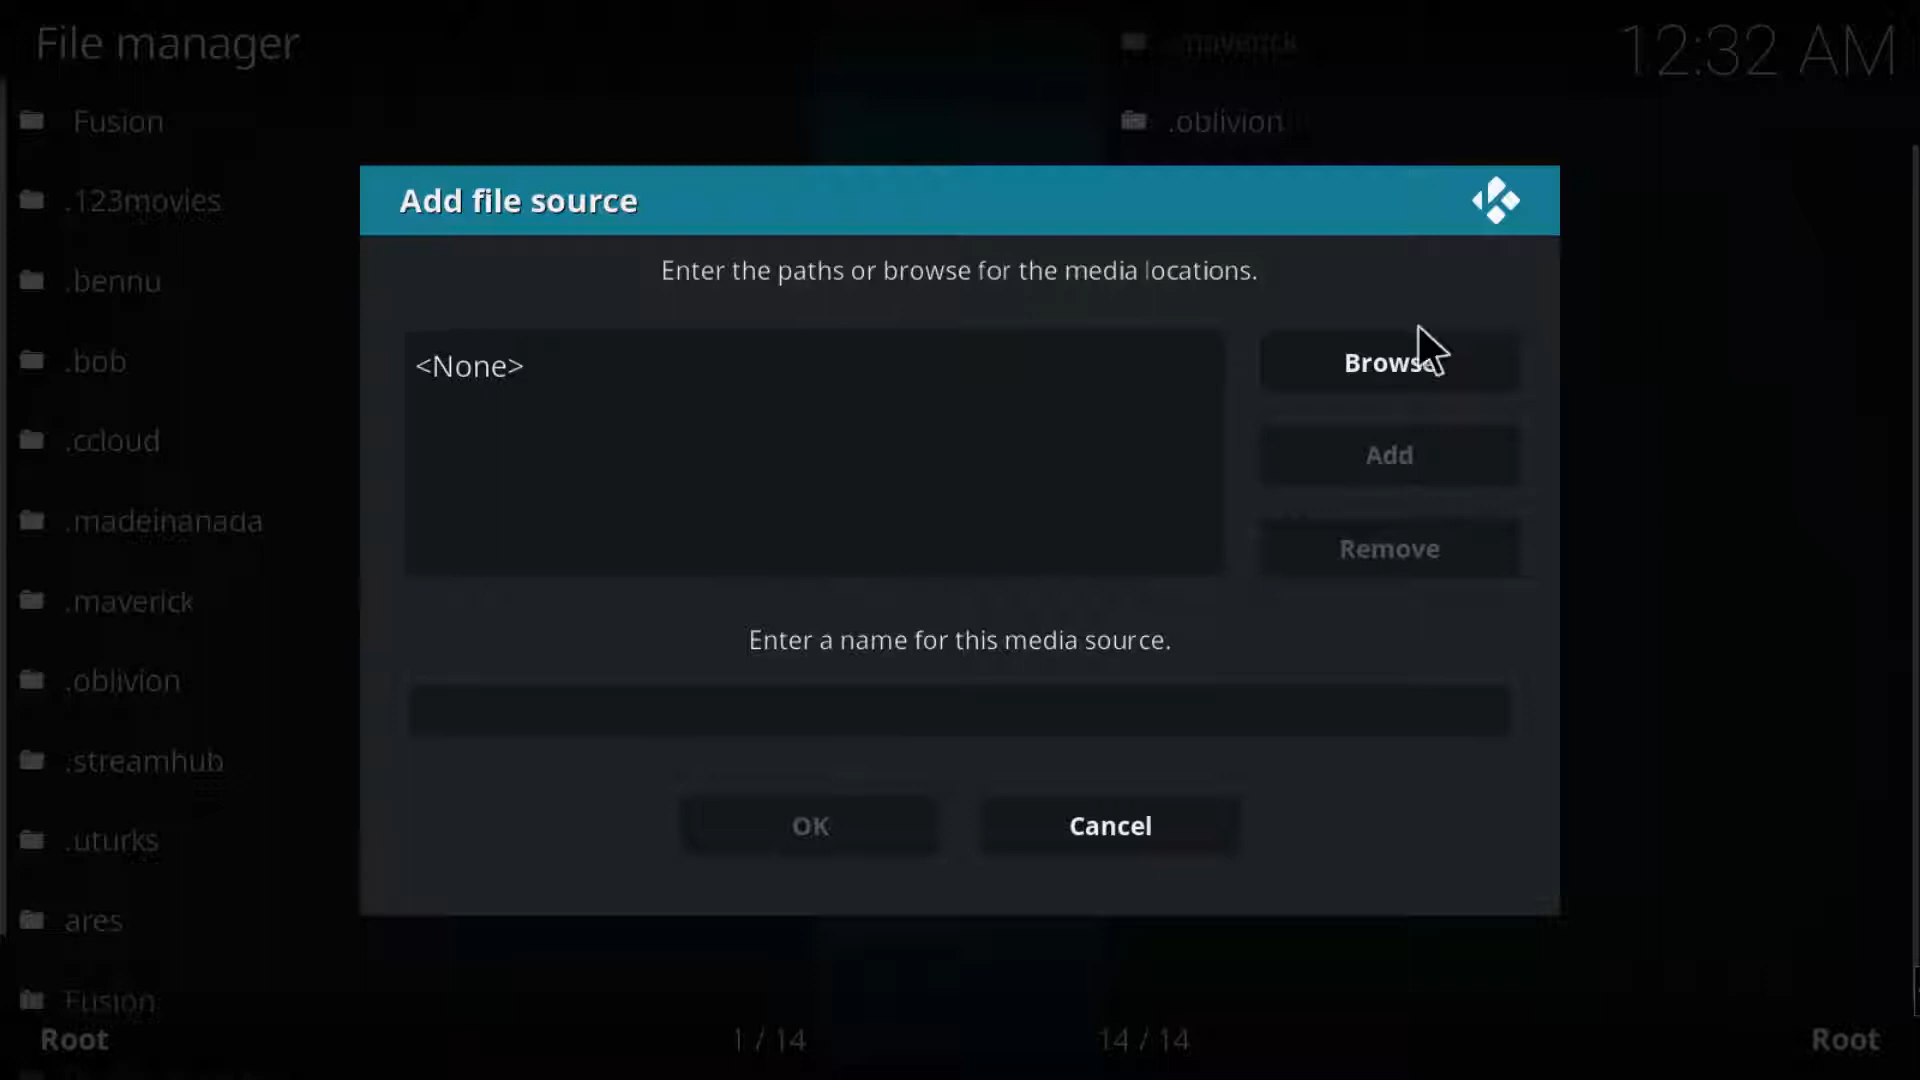 File manager
12:32 AM
.maverick
Fusion
.oblivion
.123movies
.bennu
.bob
.ccloud
.madeinanada
.maverick
.oblivion
.streamhub
.uturks
ares
Fusion
Add file source
Enter the paths or browse for the media locations.
<None>
Browse
Add
Remove
Enter a name for this media source.
OK
Cancel
Root
1 / 14
14 / 14
Root